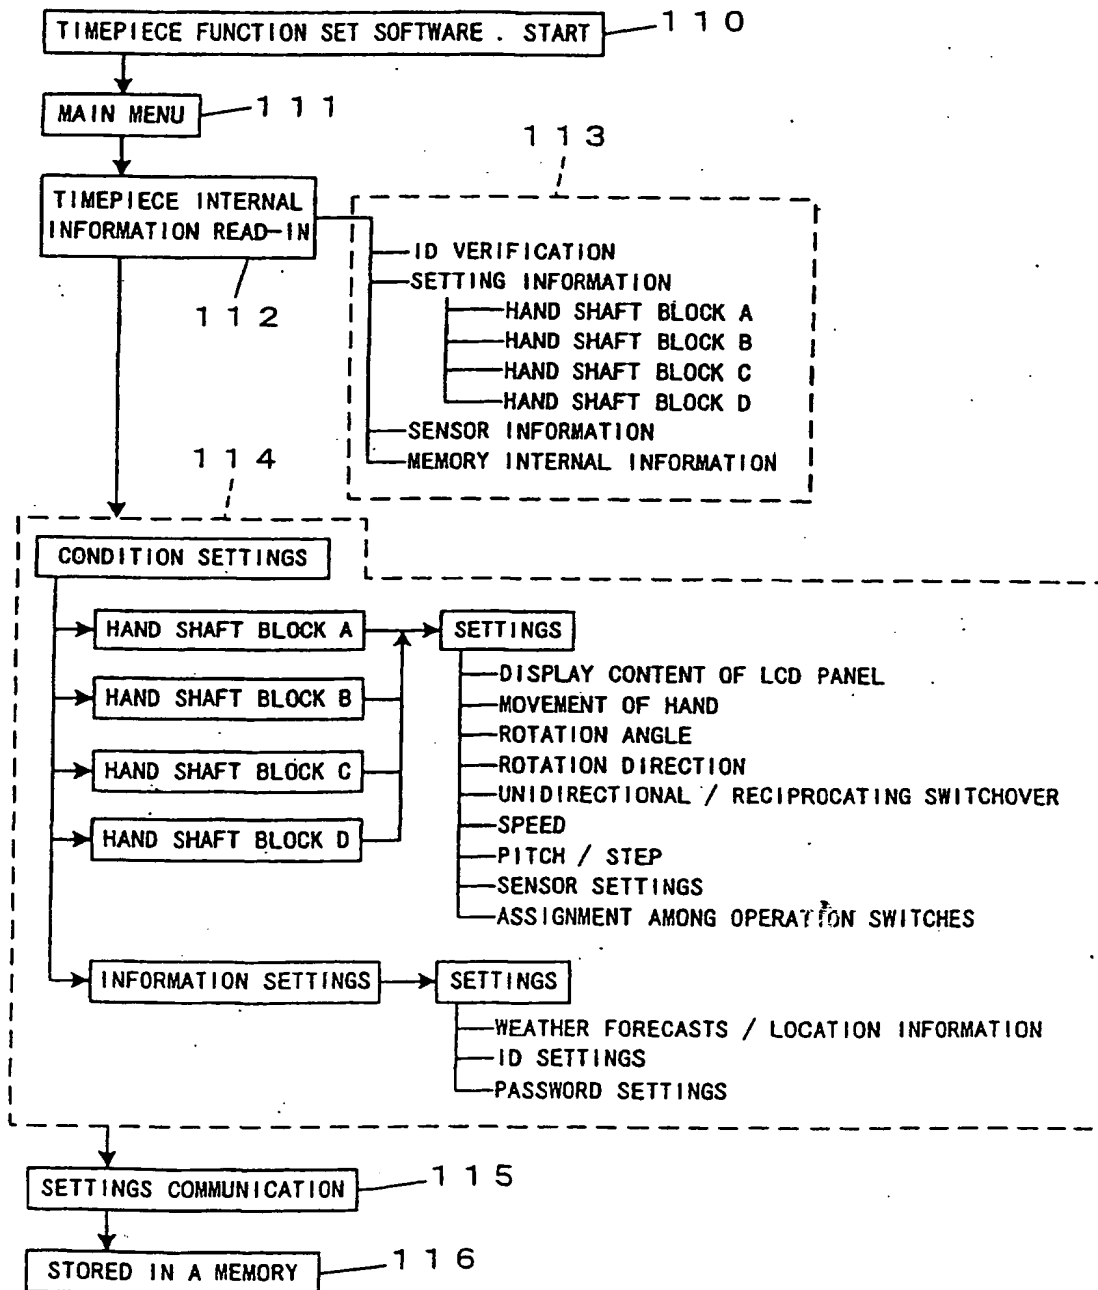 TIMEPIECE FUNCTION SET SOFTWARE . START
110
MAIN MENU
111
113
TIMEPIECE INTERNAL
INFORMATION READ-IN
112
ID VERIFICATION
SETTING INFORMATION
HAND SHAFT BLOCK A
HAND SHAFT BLOCK B
HAND SHAFT BLOCK C
HAND SHAFT BLOCK D
SENSOR INFORMATION
MEMORY INTERNAL INFORMATION
114
CONDITION SETTINGS
HAND SHAFT BLOCK A
HAND SHAFT BLOCK B
HAND SHAFT BLOCK C
HAND SHAFT BLOCK D
SETTINGS
DISPLAY CONTENT OF LCD PANEL
MOVEMENT OF HAND
ROTATION ANGLE
ROTATION DIRECTION
UNIDIRECTIONAL / RECIPROCATING SWITCHOVER
SPEED
PITCH / STEP
SENSOR SETTINGS
ASSIGNMENT AMONG OPERATION SWITCHES
INFORMATION SETTINGS
SETTINGS
WEATHER FORECASTS / LOCATION INFORMATION
ID SETTINGS
PASSWORD SETTINGS
SETTINGS COMMUNICATION
115
STORED IN A MEMORY
116